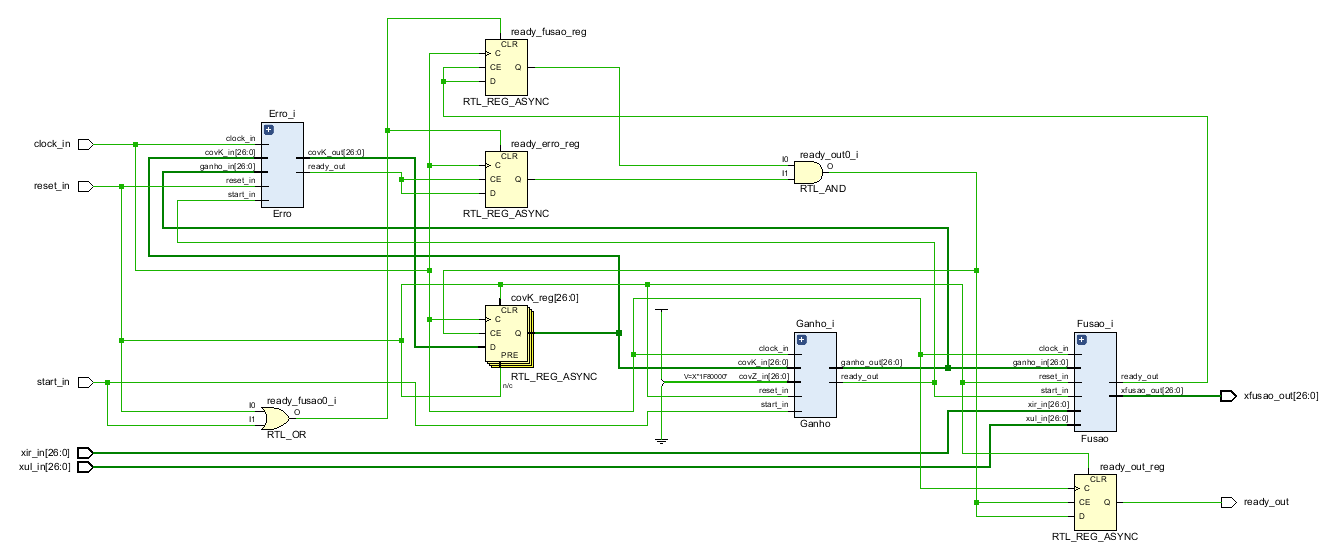 ready_fusao_reg
CLR
C
CE
Q
D
RTL_REG_ASYNC
Erro_i
clock_in
covK_in[26:0]
ganho_in[26:0]
reset_in
start_in
covK_out[26:0]
ready_out
Erro
clock_in
reset_in
ready_erro_reg
CLR
C
CE
Q
D
RTL_REG_ASYNC
ready_out0_i
I0
I1
O
RTL_AND
covK_reg[26:0]
CLR
C
CE
Q
D
PRE
n/c
RTL_REG_ASYNC
Ganho_i
clock_in
covK_in[26:0]
V=X"1F80000" covZ_in[26:0]
reset_in
start_in
ganho_out[26:0]
ready_out
Ganho
Fusao_i
clock_in
ganho_in[26:0]
reset_in
start_in
xir_in[26:0]
xul_in[26:0]
ready_out
xfusao_out[26:0]
Fusao
xfusao_out[26:0]
start_in
ready_fusao0_i
I0
I1
O
RTL_OR
xir_in[26:0]
xul_in[26:0]
ready_out_reg
CLR
C
CE
Q
D
RTL_REG_ASYNC
ready_out